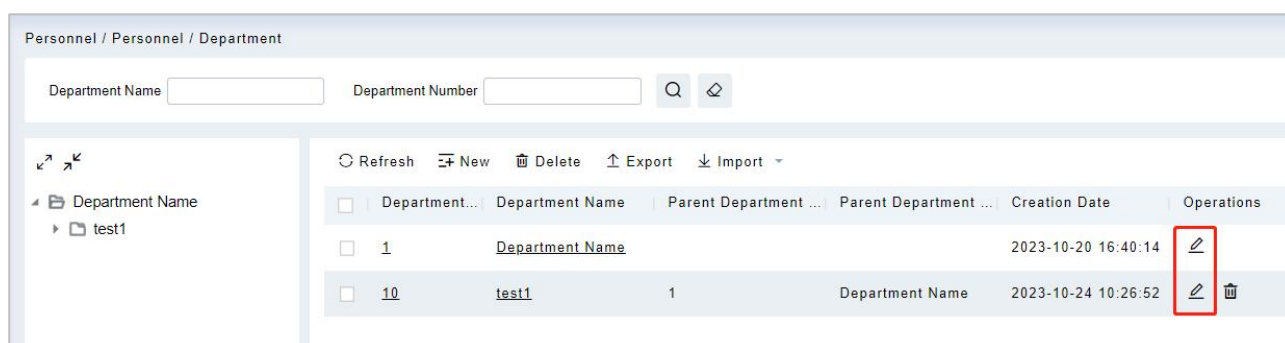 Personnel / Personnel / Department
Department Name Department Number
Refresh New Delete Export Import
Department Name
test1
Department... Department Name Parent Department ... Parent Department ... Creation Date Operations
1 Department Name 2023-10-20 16:40:14
10 test1 1 Department Name 2023-10-24 10:26:52